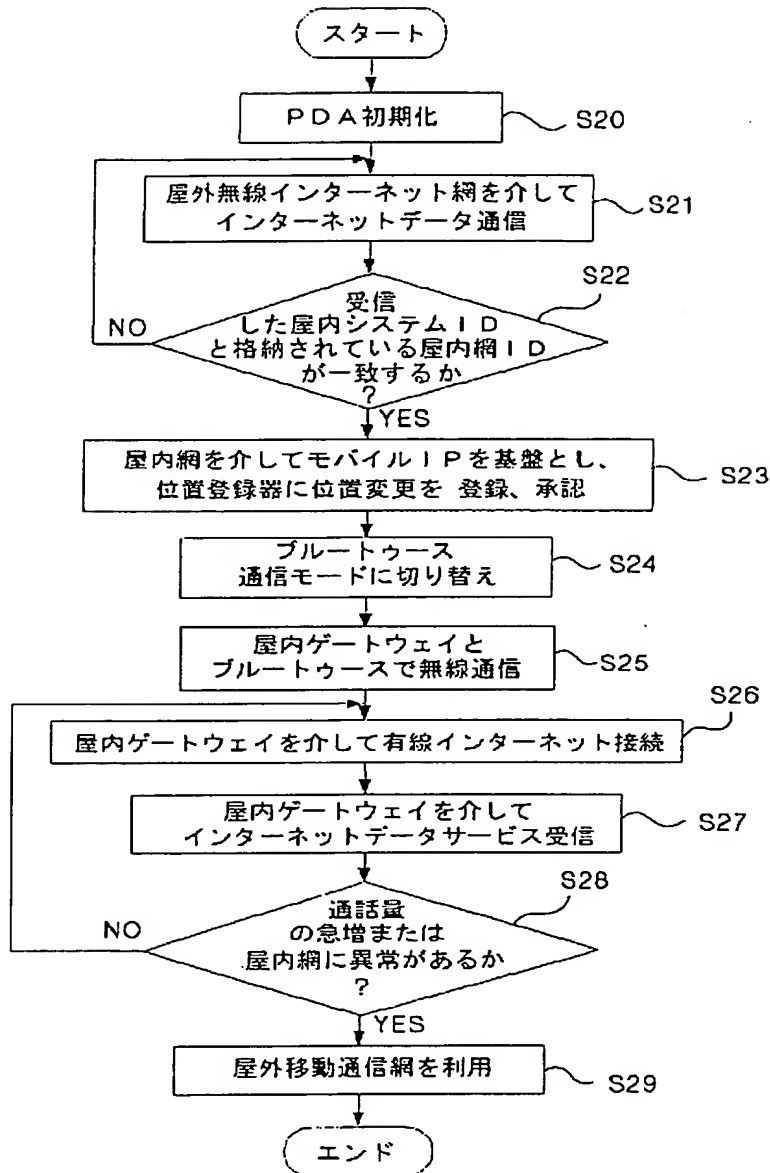 スタート
PDA初期化
S20
屋外無線インターネット網を介して
インターネットデータ通信
S21
受信
した屋内システムID
と格納されている屋内網ID
が一致するか
?
S22
NO
YES
屋内網を介してモバイルIPを基盤とし、
位置登録器に位置変更を 登録、承認
S23
ブルートゥース
通信モードに切り替え
S24
屋内ゲートウェイと
ブルートゥースで無線通信
S25
屋内ゲートウェイを介して有線インターネット接続
S26
屋内ゲートウェイを介して
インターネットデータサービス受信
S27
通話量
の急増または
屋内網に異常があるか
?
S28
NO
YES
屋外移動通信網を利用
S29
エンド